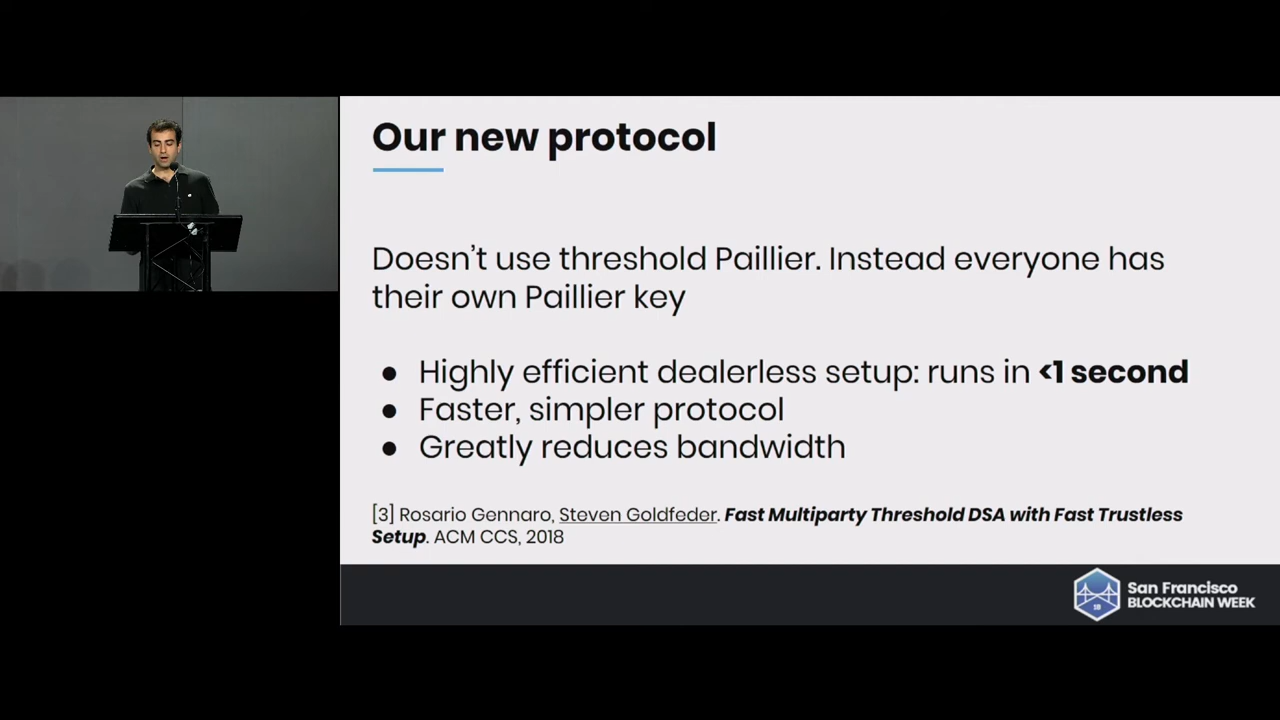 Our new protocol
Doesn't use threshold Paillier. Instead everyone has
their own Paillier key
● Highly efficient dealerless setup: runs in <1 second
● Faster, simpler protocol
● Greatly reduces bandwidth
[3] Rosario Gennaro, Steven Goldfeder. Fast Multiparty Threshold DSA with Fast Trustless
Setup. ACM CCS, 2018
18
San Francisco
BLOCKCHAIN WEEK